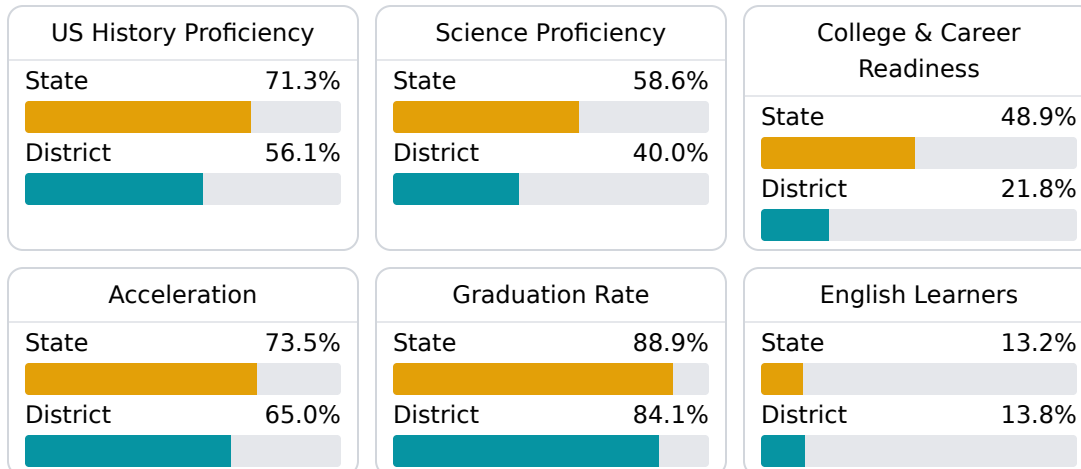 US History Proficiency
State 71.3%
District 56.1%
Science Proficiency
State 58.6%
District 40.0%
College & Career
Readiness
State 48.9%
District 21.8%
Acceleration
State 73.5%
District 65.0%
Graduation Rate
State 88.9%
District 84.1%
English Learners
State 13.2%
District 13.8%